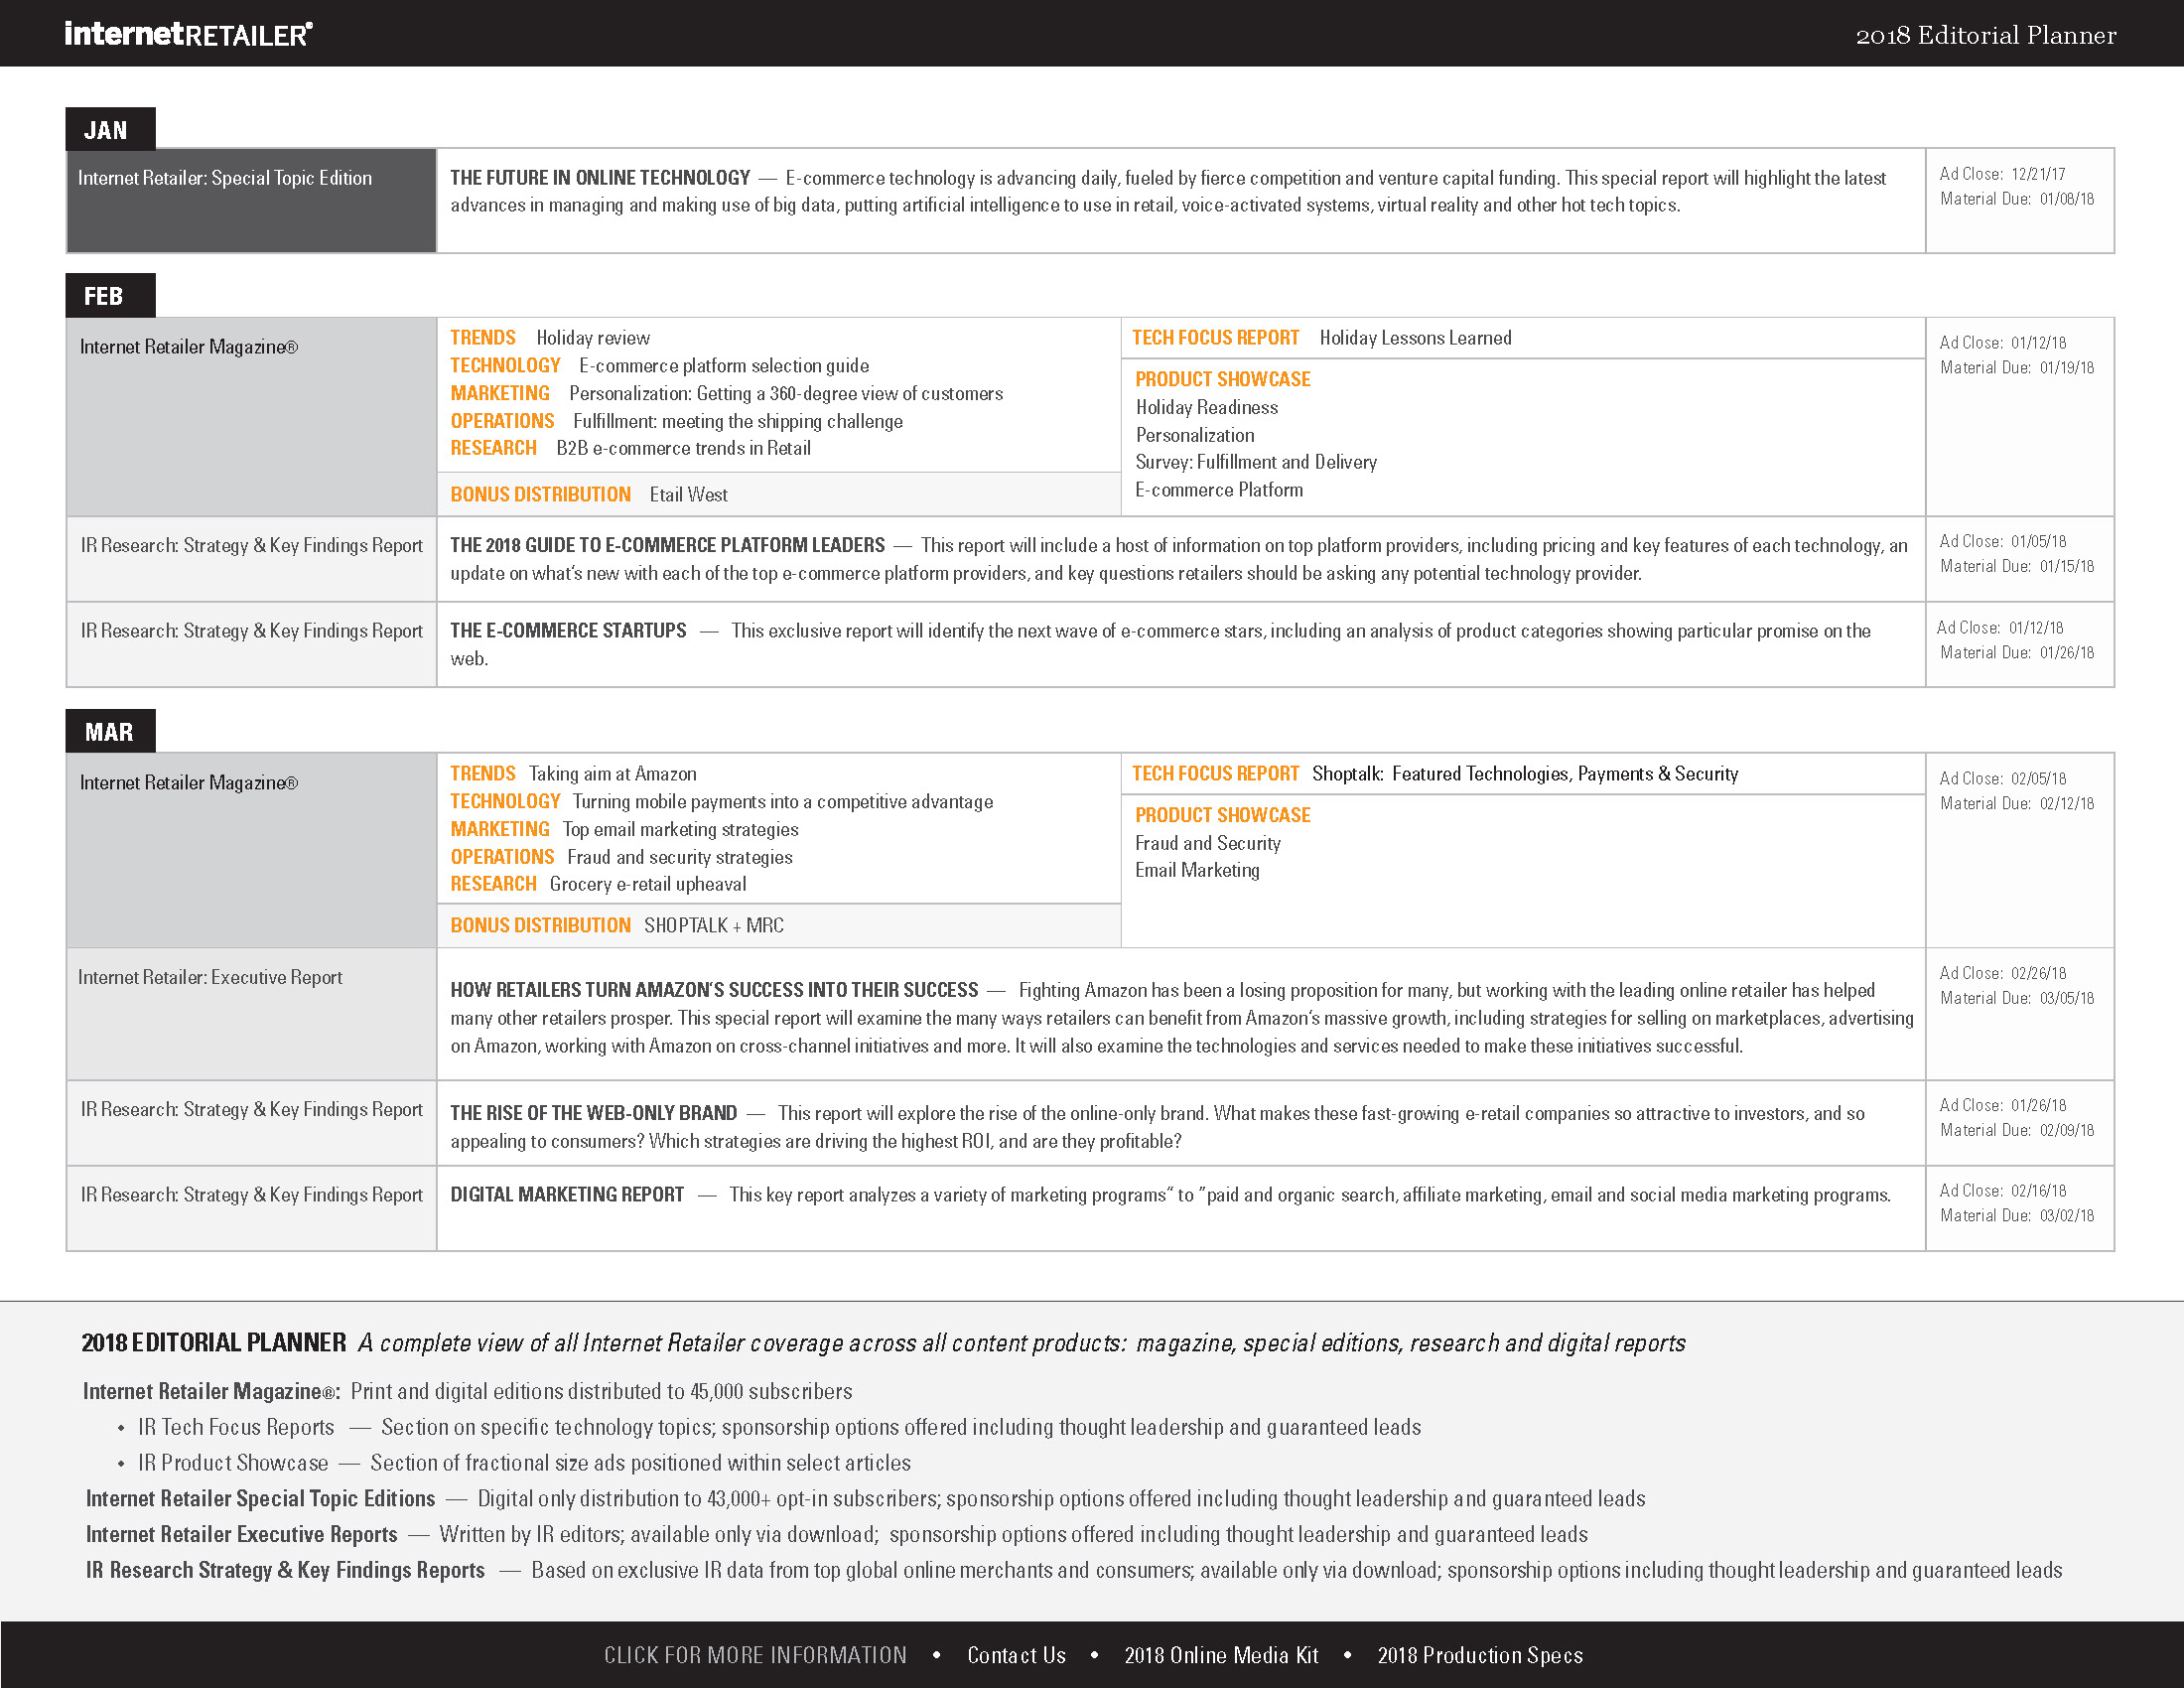 internetRETAILER®
2018 Editorial Planner
JAN
Internet Retailer: Special Topic Edition
THE FUTURE IN ONLINE TECHNOLOGY — E-commerce technology is advancing daily, fueled by fierce competition and venture capital funding. This special report will highlight the latest
advances in managing and making use of big data, putting artificial intelligence to use in retail, voice-activated systems, virtual reality and other hot tech topics.
Ad Close: 12/21/17
Material Due: 01/08/18
FEB
Internet Retailer Magazine®
TRENDS Holiday review
TECHNOLOGY E-commerce platform selection guide
MARKETING Personalization: Getting a 360-degree view of customers
OPERATIONS Fulfillment: meeting the shipping challenge
RESEARCH B2B e-commerce trends in Retail
BONUS DISTRIBUTION Etail West
TECH FOCUS REPORT Holiday Lessons Learned
PRODUCT SHOWCASE
Holiday Readiness
Personalization
Survey: Fulfillment and Delivery
E-commerce Platform
Ad Close: 01/12/18
Material Due: 01/19/18
IR Research: Strategy & Key Findings Report
THE 2018 GUIDE TO E-COMMERCE PLATFORM LEADERS — This report will include a host of information on top platform providers, including pricing and key features of each technology, an
update on what's new with each of the top e-commerce platform providers, and key questions retailers should be asking any potential technology provider.
Ad Close: 01/05/18
Material Due: 01/15/18
IR Research: Strategy & Key Findings Report
THE E-COMMERCE STARTUPS — This exclusive report will identify the next wave of e-commerce stars, including an analysis of product categories showing particular promise on the
web.
Ad Close: 01/12/18
Material Due: 01/26/18
MAR
Internet Retailer Magazine®
TRENDS Taking aim at Amazon
TECHNOLOGY Turning mobile payments into a competitive advantage
MARKETING Top email marketing strategies
OPERATIONS Fraud and security strategies
RESEARCH Grocery e-retail upheaval
BONUS DISTRIBUTION SHOPTALK + MRC
TECH FOCUS REPORT Shoptalk: Featured Technologies, Payments & Security
PRODUCT SHOWCASE
Fraud and Security
Email Marketing
Ad Close: 02/05/18
Material Due: 02/12/18
Internet Retailer: Executive Report
HOW RETAILERS TURN AMAZON'S SUCCESS INTO THEIR SUCCESS — Fighting Amazon has been a losing proposition for many, but working with the leading online retailer has helped
many other retailers prosper. This special report will examine the many ways retailers can benefit from Amazon's massive growth, including strategies for selling on marketplaces, advertising
on Amazon, working with Amazon on cross-channel initiatives and more. It will also examine the technologies and services needed to make these initiatives successful.
Ad Close: 02/26/18
Material Due: 03/05/18
IR Research: Strategy & Key Findings Report
THE RISE OF THE WEB-ONLY BRAND — This report will explore the rise of the online-only brand. What makes these fast-growing e-retail companies so attractive to investors, and so
appealing to consumers? Which strategies are driving the highest ROI, and are they profitable?
Ad Close: 01/26/18
Material Due: 02/09/18
IR Research: Strategy & Key Findings Report
DIGITAL MARKETING REPORT — This key report analyzes a variety of marketing programs“ to ”paid and organic search, affiliate marketing, email and social media marketing programs.
Ad Close: 02/16/18
Material Due: 03/02/18
2018 EDITORIAL PLANNER A complete view of all Internet Retailer coverage across all content products: magazine, special editions, research and digital reports
Internet Retailer Magazine®: Print and digital editions distributed to 45,000 subscribers
• IR Tech Focus Reports — Section on specific technology topics; sponsorship options offered including thought leadership and guaranteed leads
• IR Product Showcase — Section of fractional size ads positioned within select articles
Internet Retailer Special Topic Editions — Digital only distribution to 43,000+ opt-in subscribers; sponsorship options offered including thought leadership and guaranteed leads
Internet Retailer Executive Reports — Written by IR editors; available only via download; sponsorship options offered including thought leadership and guaranteed leads
IR Research Strategy & Key Findings Reports — Based on exclusive IR data from top global online merchants and consumers; available only via download; sponsorship options including thought leadership and guaranteed leads
CLICK FOR MORE INFORMATION • Contact Us • 2018 Online Media Kit • 2018 Production Specs